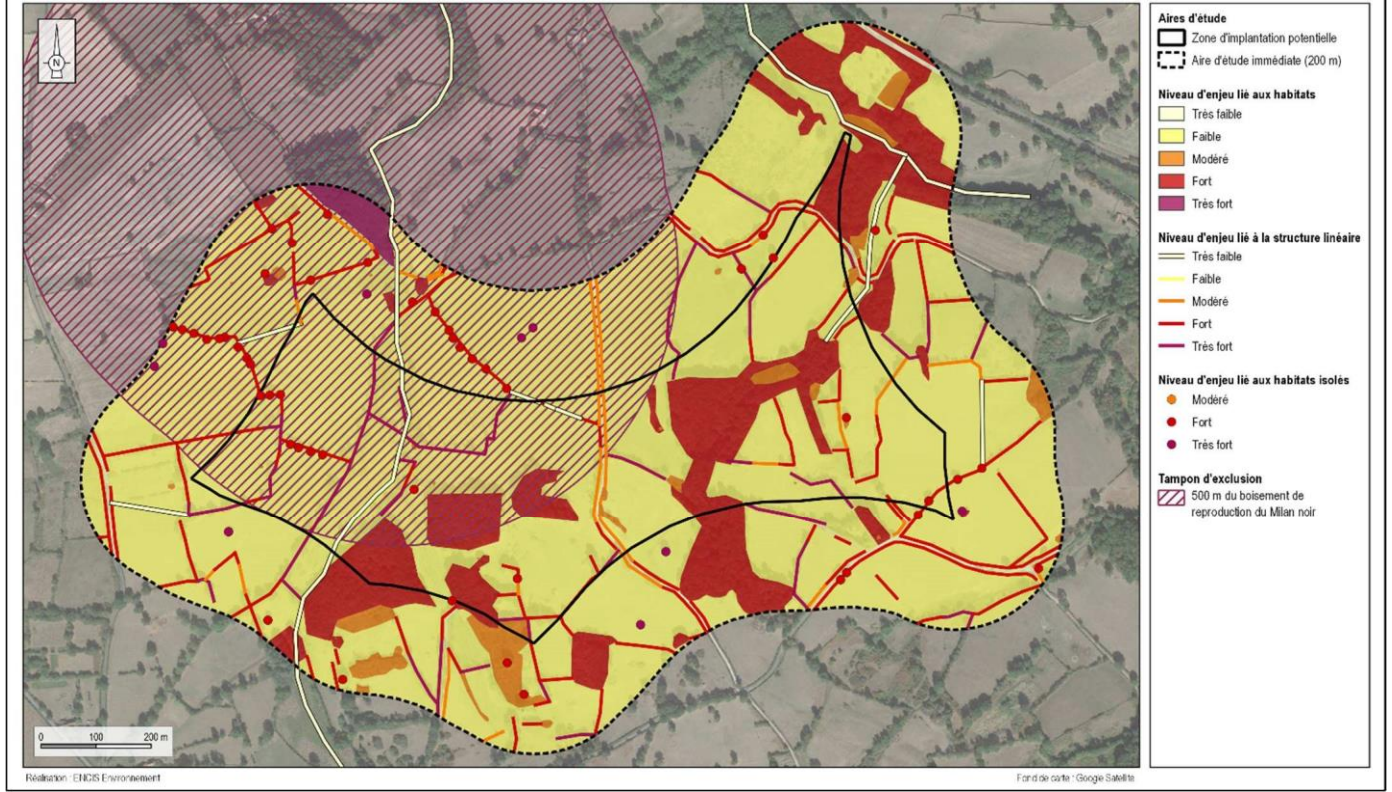 N
Aires d'étude
Zone d'implantation potentielle
Aire d'étude immédiate (200 m)
Niveau d'enjeu lié aux habitats
Très faible
Faible
Modéré
Fort
Très fort
Niveau d'enjeu lié à la structure linéaire
Très faible
Faible
Modéré
Fort
Très fort
Niveau d'enjeu lié aux habitats isolés
Modéré
Fort
Très fort
Tampon d'exclusion
500 m du boisement de
reproduction du Milan noir
0 100 200 m
Réalisation : ENCIS Environnement
Fond de carte : Google Satellite